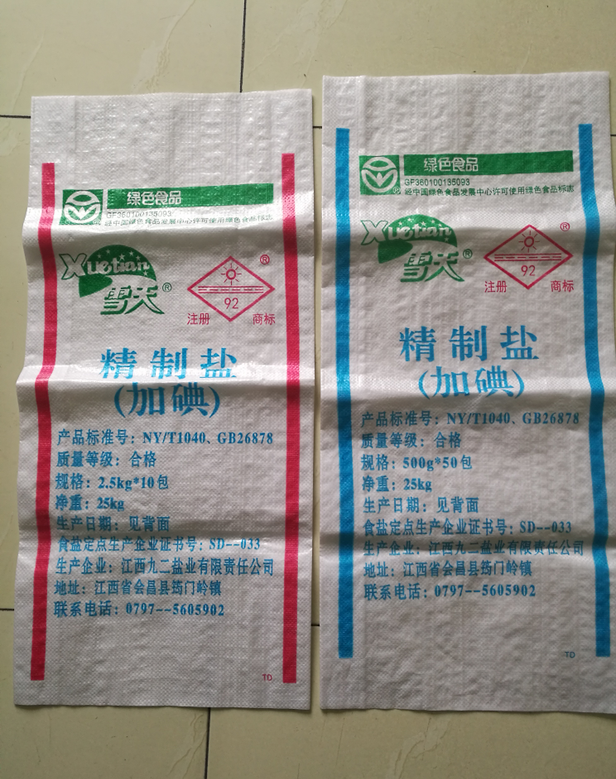 绿色食品
GF360100135093
经中国绿色食品发展中心许可使用绿色食品标志
Xuetian
雪天®
®
92
注册 商标
精制盐
(加碘)
产品标准号：NY/T1040、GB26878
质量等级：合格
规格：2.5kg*10包
净重：25kg
生产日期：见背面
食盐定点生产企业证书号：SD--033
生产企业：江西九二盐业有限责任公司
地址：江西省会昌县筠门岭镇
联系电话：0797--5605902
TD
绿色食品
GF360100135093
经中国绿色食品发展中心许可使用绿色食品标志
Xuetian
雪天®
®
92
注册 商标
精制盐
(加碘)
产品标准号：NY/T1040、GB26878
质量等级：合格
规格：500g*50包
净重：25kg
生产日期：见背面
食盐定点生产企业证书号：SD--033
生产企业：江西九二盐业有限责任公司
地址：江西省会昌县筠门岭镇
联系电话：0797--5605902
TD